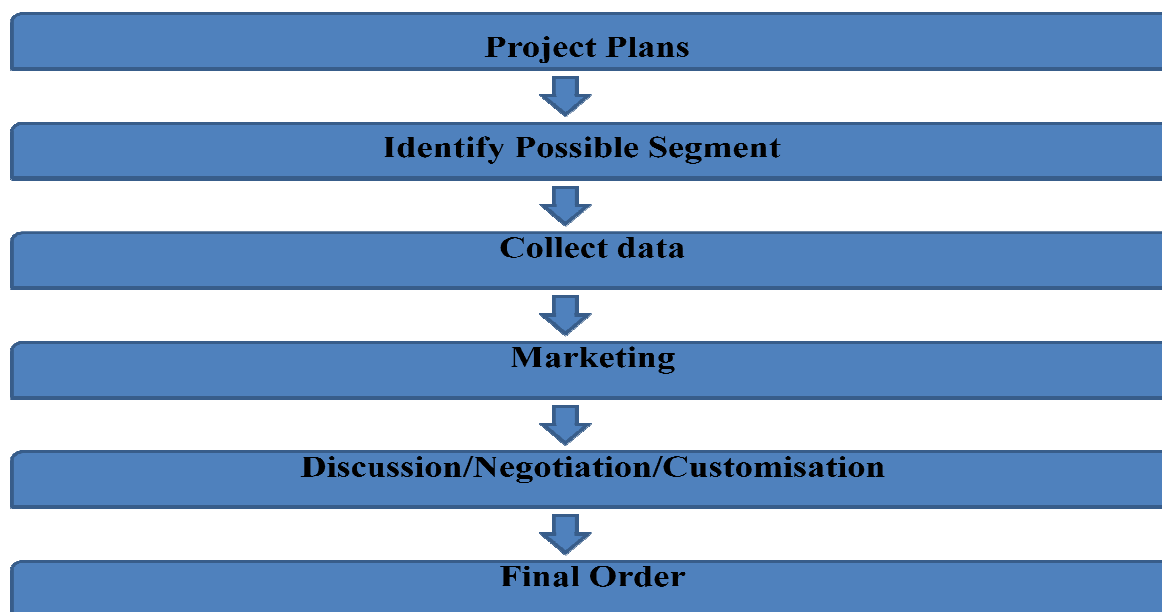 Project Plans
Identify Possible Segment
Collect data
Marketing
Discussion/Negotiation/Customisation
Final Order